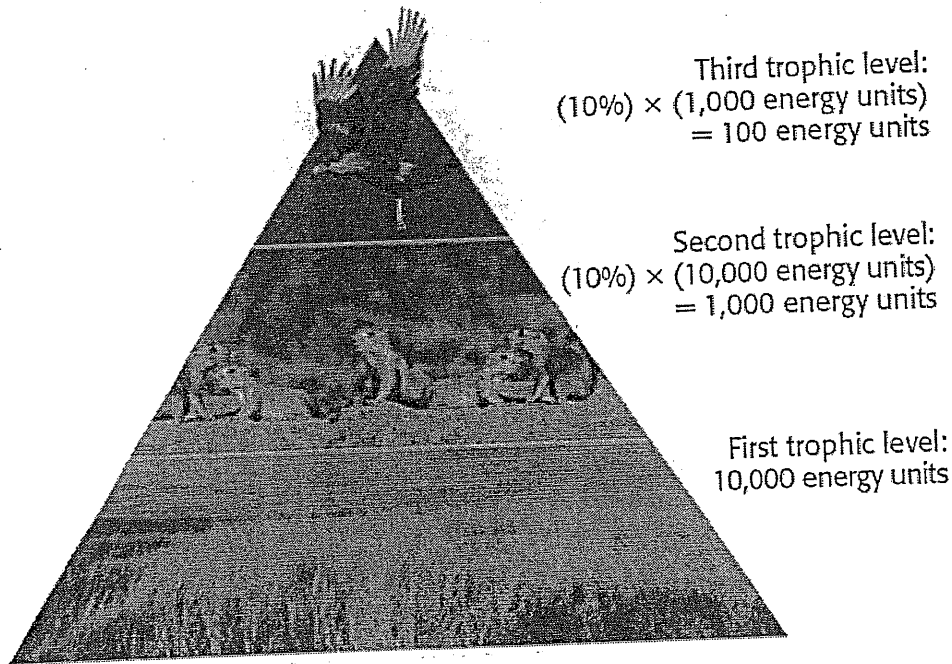 Third trophic level:
(10%) × (1,000 energy units)
= 100 energy units
Second trophic level:
(10%) × (10,000 energy units)
= 1,000 energy units
First trophic level:
10,000 energy units